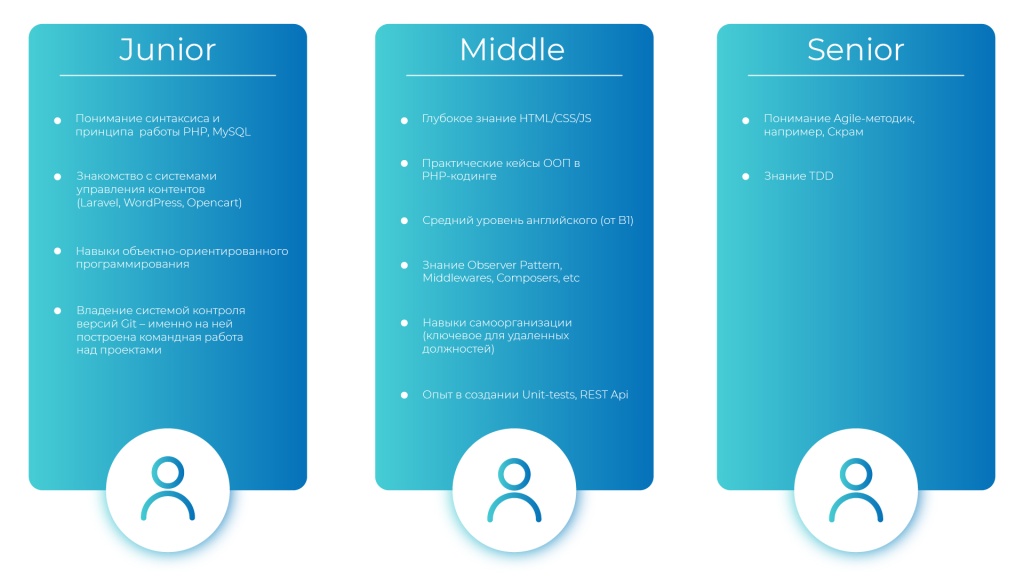 Junior
Понимание синтаксиса и
принципа работы PHP, MySQL
Знакомство с системами
управления контентов
(Laravel, WordPress, Opencart)
Навыки объектно-ориентированного
программирования
Владение системой контроля
версий Git – именно на ней
построена командная работа
над проектами
Middle
Глубокое знание HTML/CSS/JS
Практические кейсы ООП в
PHP-кодинге
Средний уровень английского (от B1)
Знание Observer Pattern,
Middlewares, Composers, etc
Навыки самоорганизации
(ключевое для удаленных
должностей)
Опыт в создании Unit-tests, REST Api
Senior
Понимание Agile-методик,
например, Скрам
Знание TDD